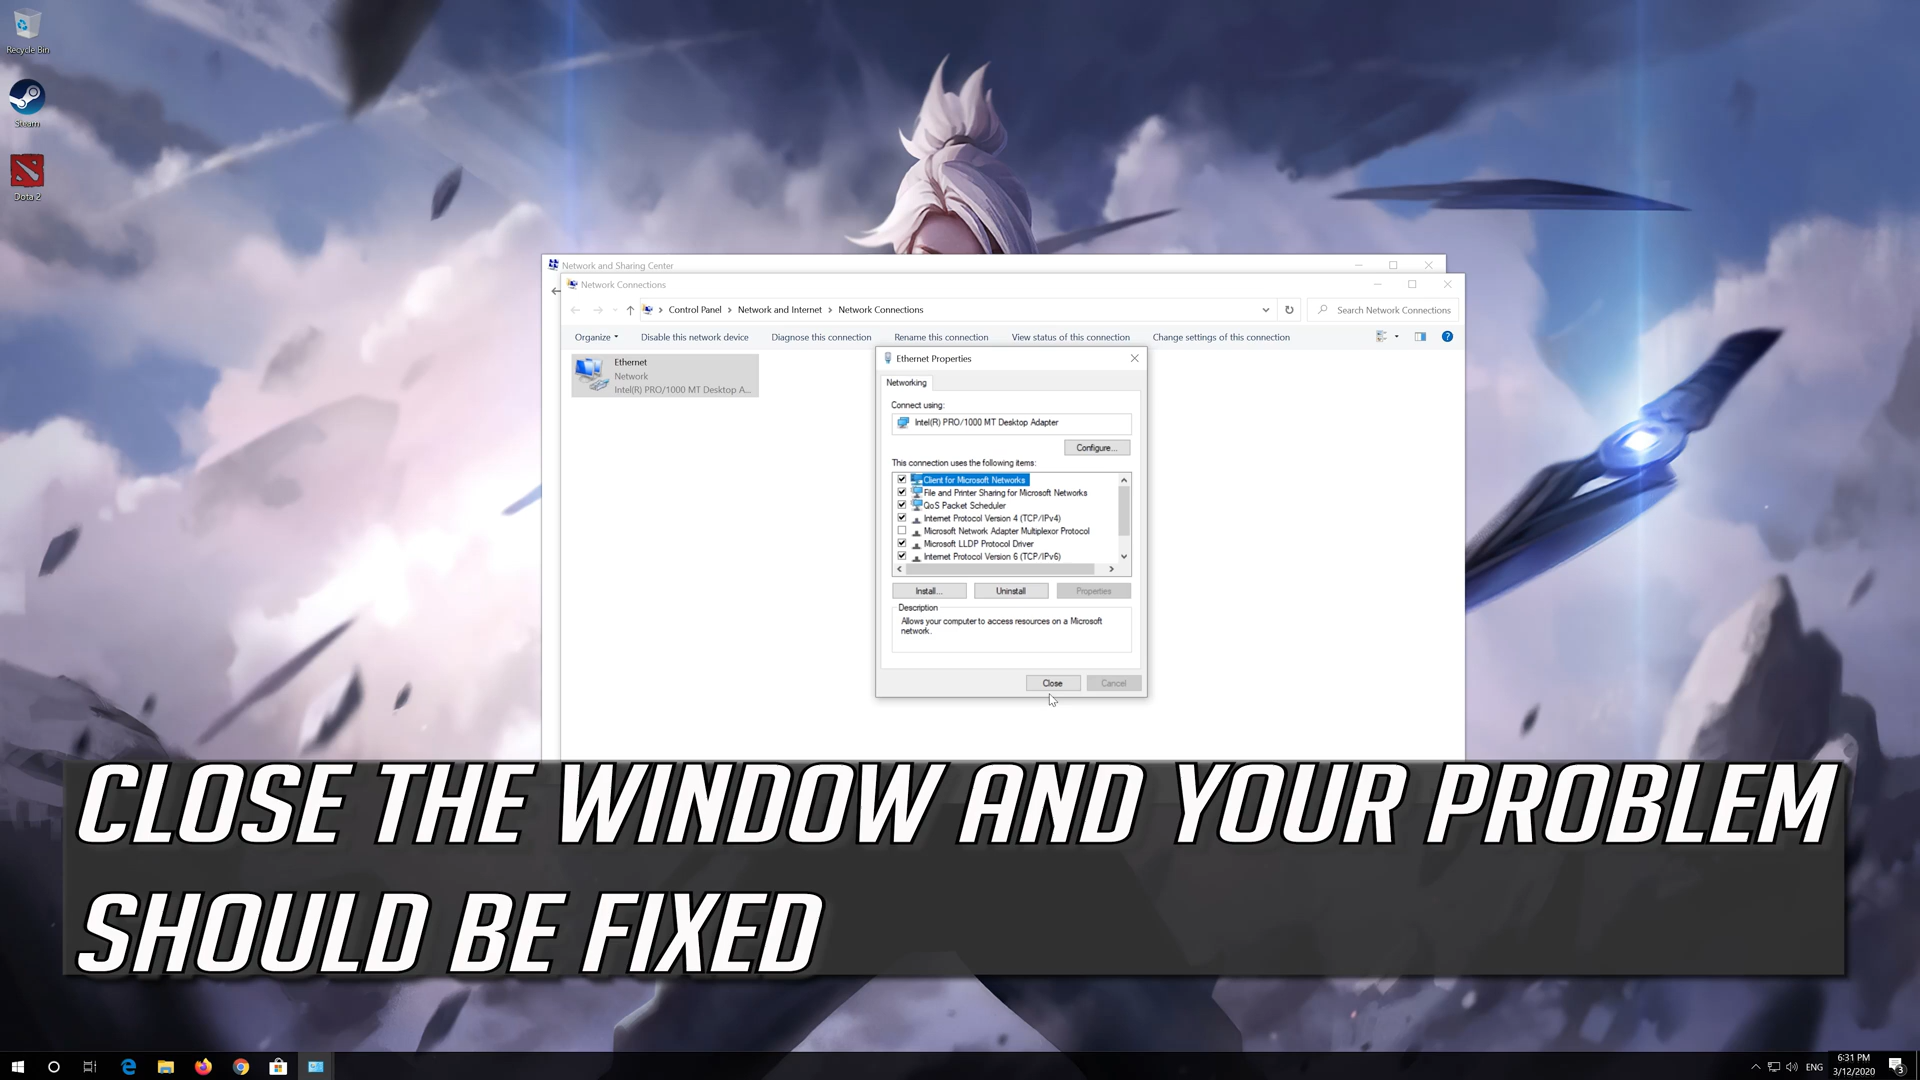 Recycle Bin
Steam
Dota 2
Network and Sharing Center
Network Connections
Control Panel > Network and Internet > Network Connections
Search Network Connections
Organize
Disable this network device
Diagnose this connection
Rename this connection
View status of this connection
Change settings of this connection
Ethernet
Network
Intel(R) PRO/1000 MT Desktop A...
Ethernet Properties
Networking
Connect using:
Intel(R) PRO/1000 MT Desktop Adapter
Configure...
This connection uses the following items:
Client for Microsoft Networks
File and Printer Sharing for Microsoft Networks
QoS Packet Scheduler
Internet Protocol Version 4 (TCP/IPv4)
Microsoft Network Adapter Multiplexor Protocol
Microsoft LLDP Protocol Driver
Internet Protocol Version 6 (TCP/IPv6)
Install...
Uninstall
Properties
Description
Allows your computer to access resources on a Microsoft
network.
Close
Cancel
CLOSE THE WINDOW AND YOUR PROBLEM
SHOULD BE FIXED
ENG
6:31 PM
3/12/2020
3